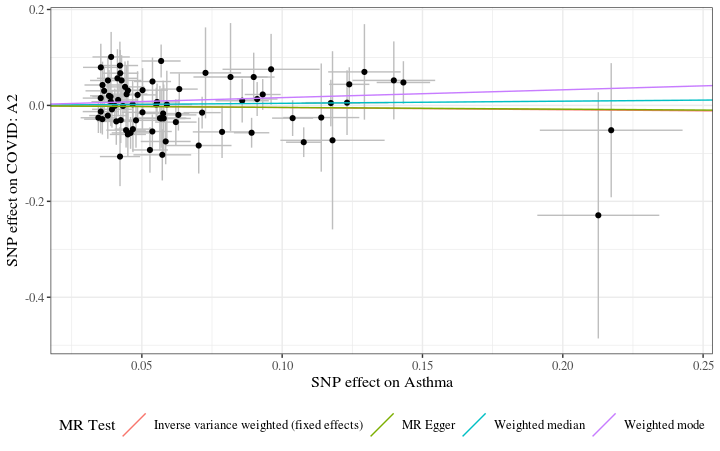 0.2
0.0
-0.2
-0.4
SNP effect on COVID: A2
0.05
0.10
0.15
0.20
0.25
SNP effect on Asthma
MR Test
Inverse variance weighted (fixed effects)
MR Egger
Weighted median
Weighted mode